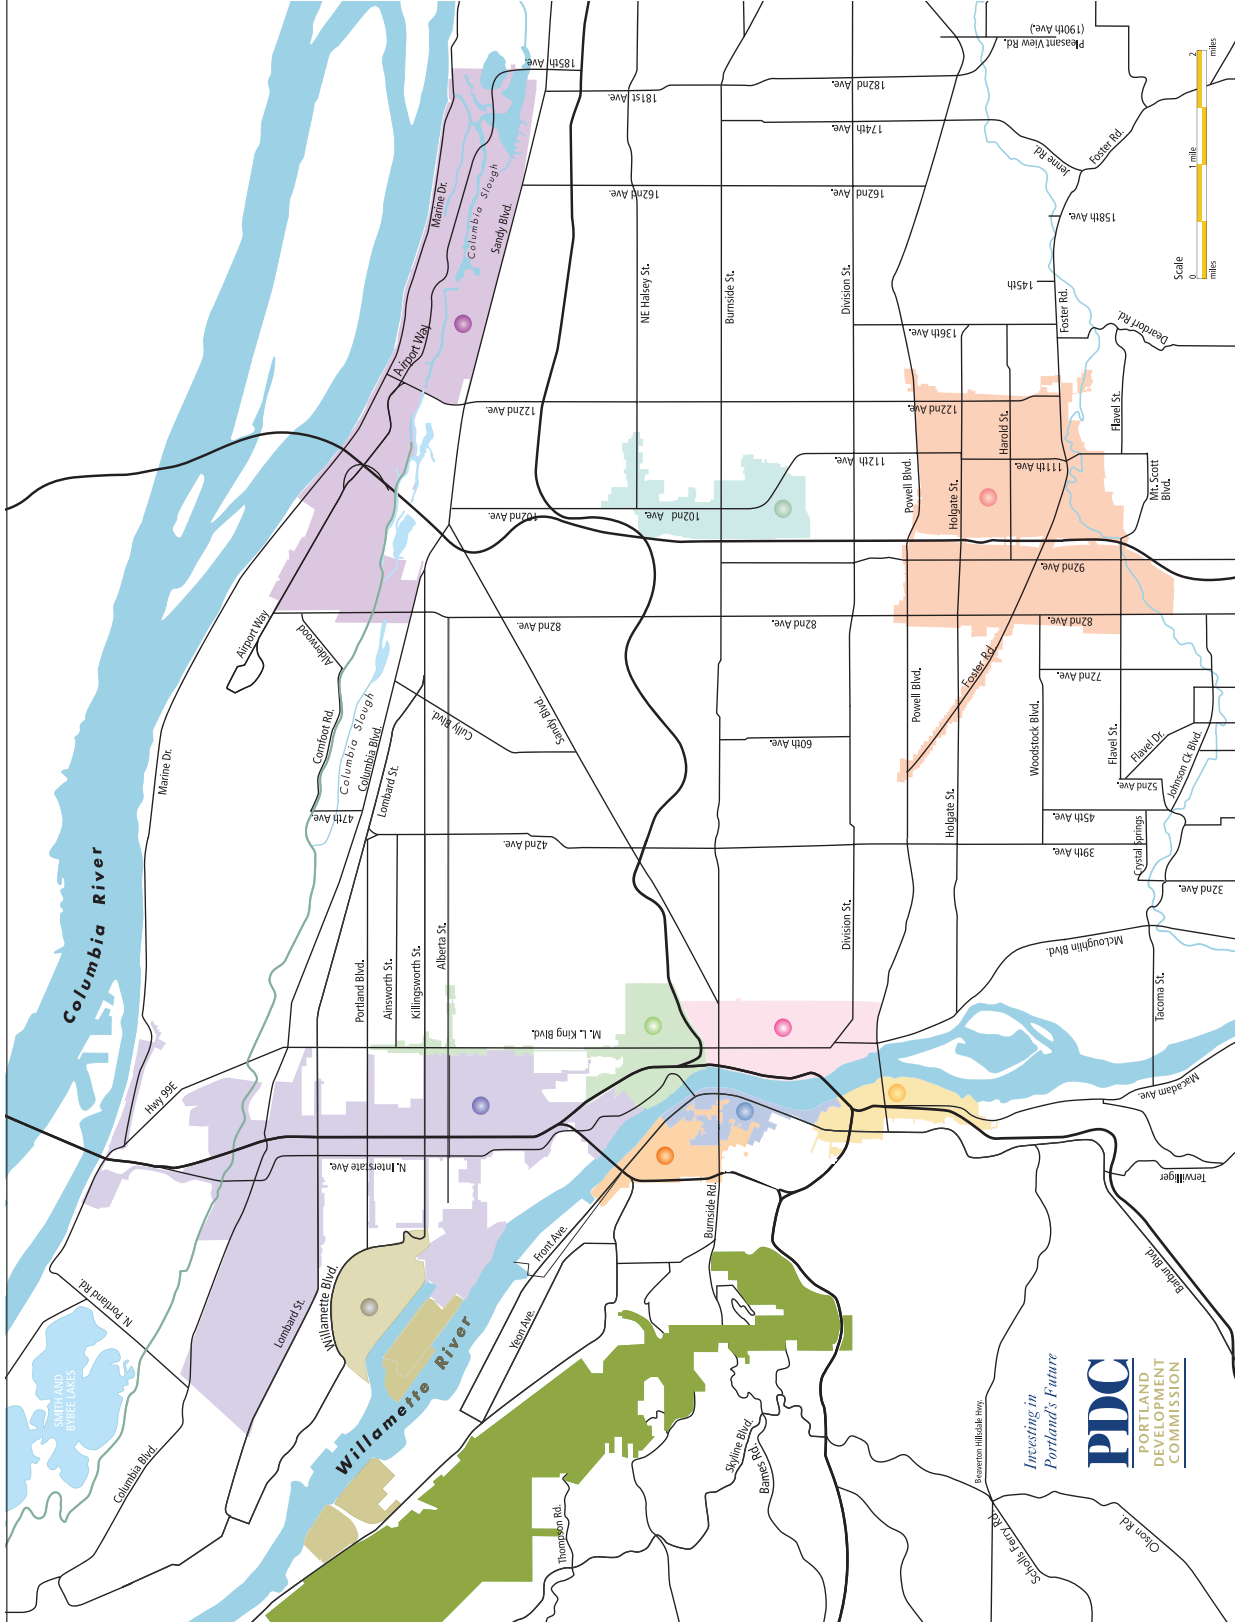 Columbia River
Willamette River
SMITH AND
BYBEE LAKES
Columbia Slough
Columbia Slough
Marine Dr.
Marine Dr.
Airport Way
Airport Way
Sandy Blvd.
Sandy Blvd.
185th Ave.
181st Ave.
182nd Ave.
Pleasant View Rd.
(190th Ave.)
174th Ave.
162nd Ave.
162nd Ave.
Jenne Rd.
Foster Rd.
158th Ave.
145th
Foster Rd.
Deardorf Rd.
136th Ave.
NE Halsey St.
Burnside St.
Division St.
122nd Ave.
122nd Ave.
112th Ave.
111th Ave.
Harold St.
Flavel St.
Mt. Scott
Blvd.
Powell Blvd.
Holgate St.
102nd Ave.
102nd Ave.
92nd Ave.
82nd Ave.
82nd Ave.
82nd Ave.
Alderwood
Comfoot Rd.
Columbia Blvd.
Lombard St.
Cully Blvd.
47th Ave.
42nd Ave.
60th Ave.
72nd Ave.
Foster Rd.
Powell Blvd.
Holgate St.
Woodstock Blvd.
Flavel St.
Flavel Dr.
52nd Ave.
Johnson Ck Blvd.
45th Ave.
39th Ave.
Crystal Springs
32nd Ave.
Division St.
McLoughlin Blvd.
Tacoma St.
Macadam Ave.
Terwilliger
Barbur Blvd.
Portland Blvd.
Ainsworth St.
Killingsworth St.
Alberta St.
M. L King Blvd.
Hwy 99E
N. Interstate Ave.
N. Portland Rd.
Columbia Blvd.
Lombard St.
Willamette Blvd.
Front Ave.
Yeon Ave.
Burnside Rd.
Skyline Blvd.
Barnes Rd.
Thompson Rd.
Beaverton Hillsdale Hwy.
Scholls Ferry Rd.
Olson Rd.
Scale
0 1 mile 2
miles miles
Investing in
Portland's Future
PDC
PORTLAND
DEVELOPMENT
COMMISSION